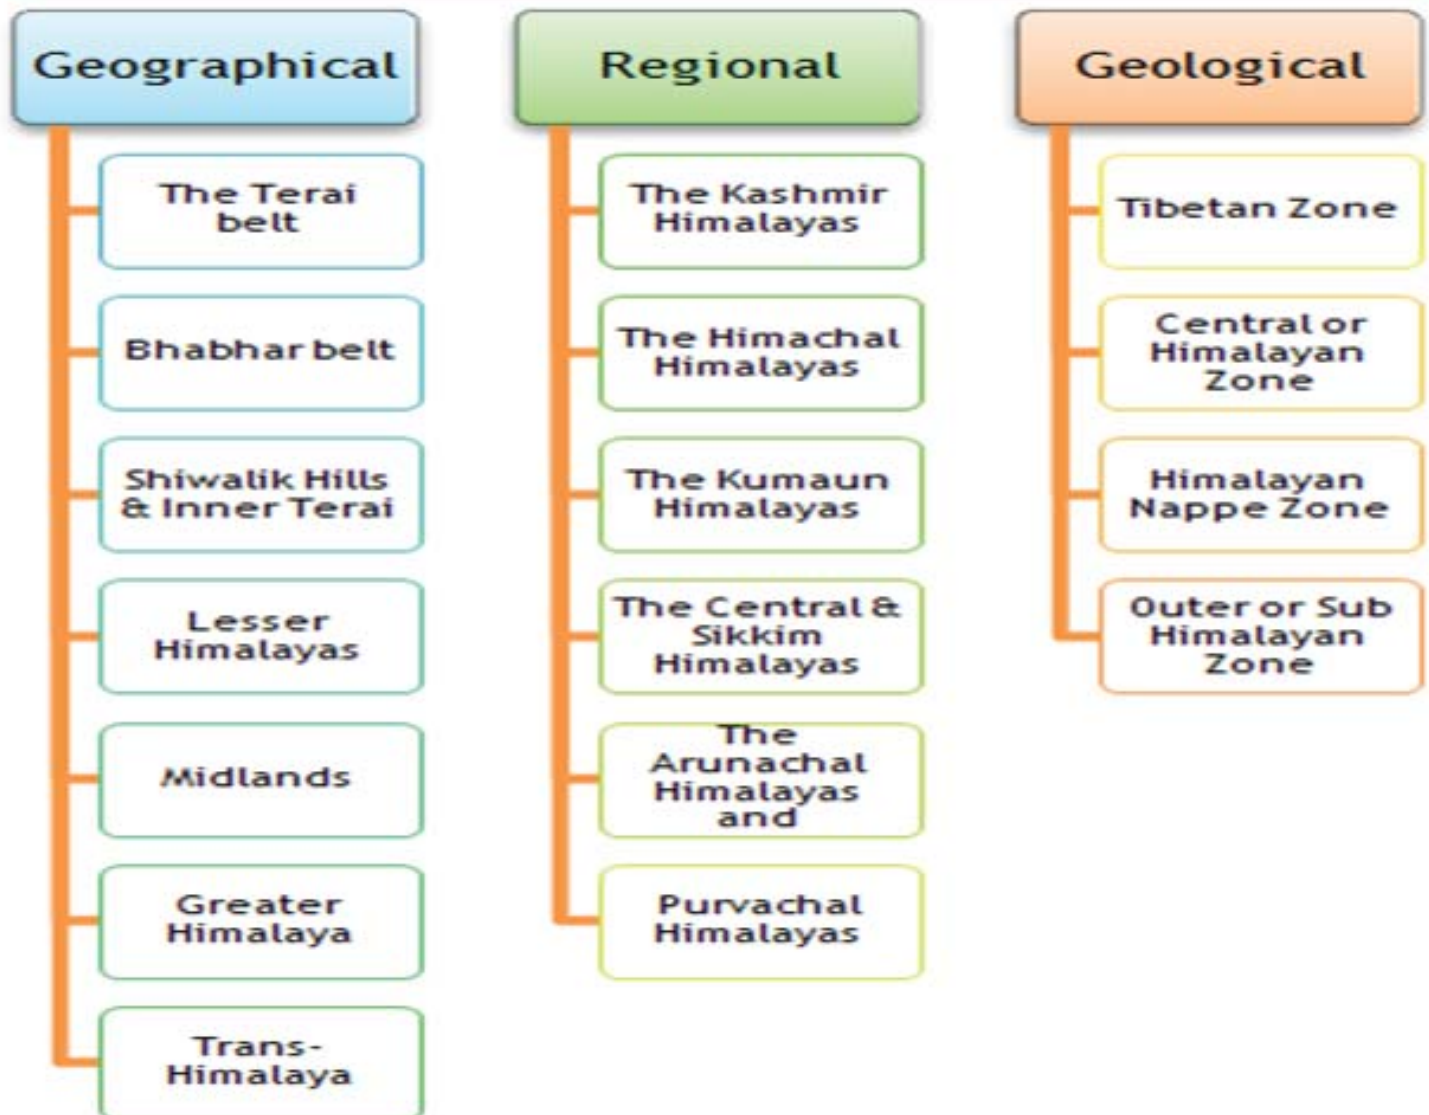 Geographical
The Terai
belt
Bhabhar belt
Shiwalik Hills
& Inner Terai
Lesser
Himalayas
Midlands
Greater
Himalaya
Trans-
Himalaya
Regional
The Kashmir
Himalayas
The Himachal
Himalayas
The Kumaun
Himalayas
The Central &
Sikkim
Himalayas
The
Arunachal
Himalayas
and
Purvachal
Himalayas
Geological
Tibetan Zone
Central or
Himalayan
Zone
Himalayan
Nappe Zone
Outer or Sub
Himalayan
Zone